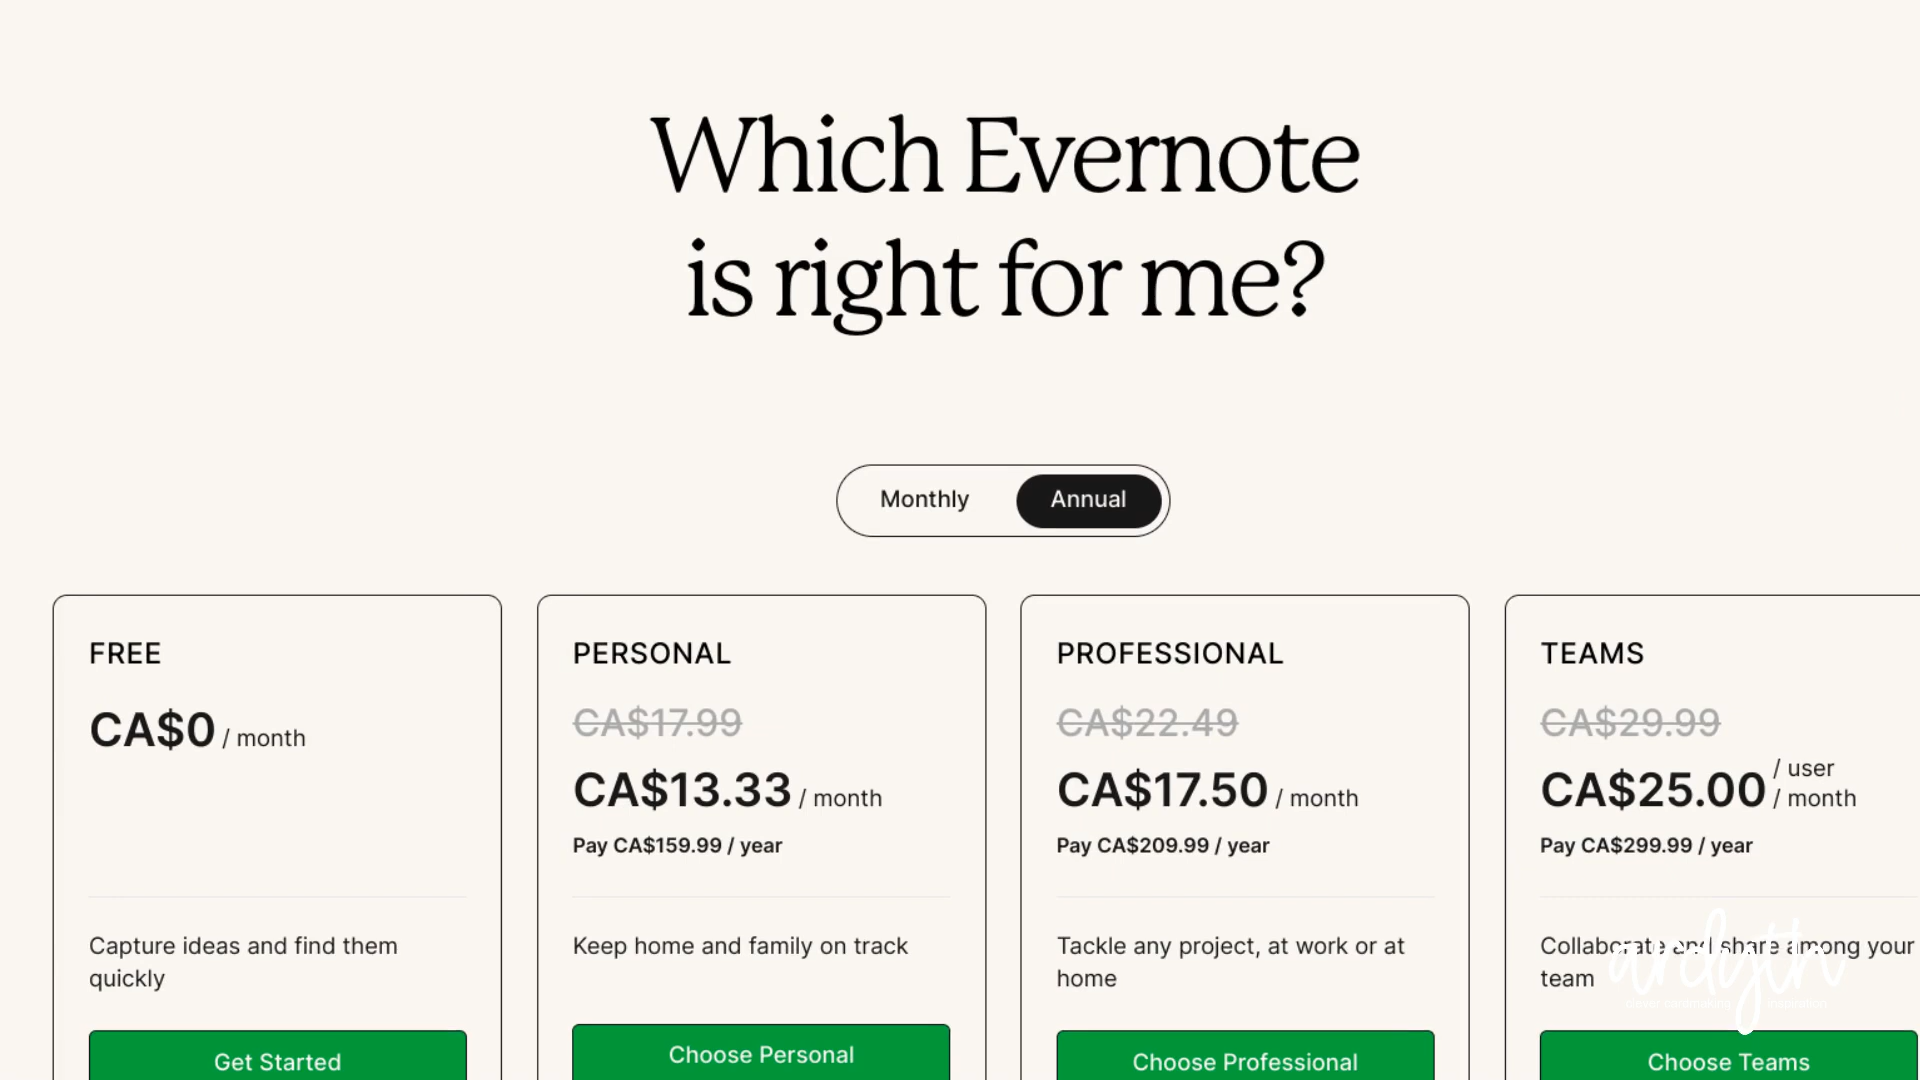 Which Evernote
is right for me?
Monthly
Annual
FREE
CA$0 / month
Capture ideas and find them
quickly
Get Started
PERSONAL
CA$17.99
CA$13.33 / month
Pay CA$159.99 / year
Keep home and family on track
Choose Personal
PROFESSIONAL
CA$22.49
CA$17.50 / month
Pay CA$209.99 / year
Tackle any project, at work or at
home
Choose Professional
TEAMS
CA$29.99
CA$25.00 / user
/ month
Pay CA$299.99 / year
Collaborate and share among your
team
Choose Teams
ardyth